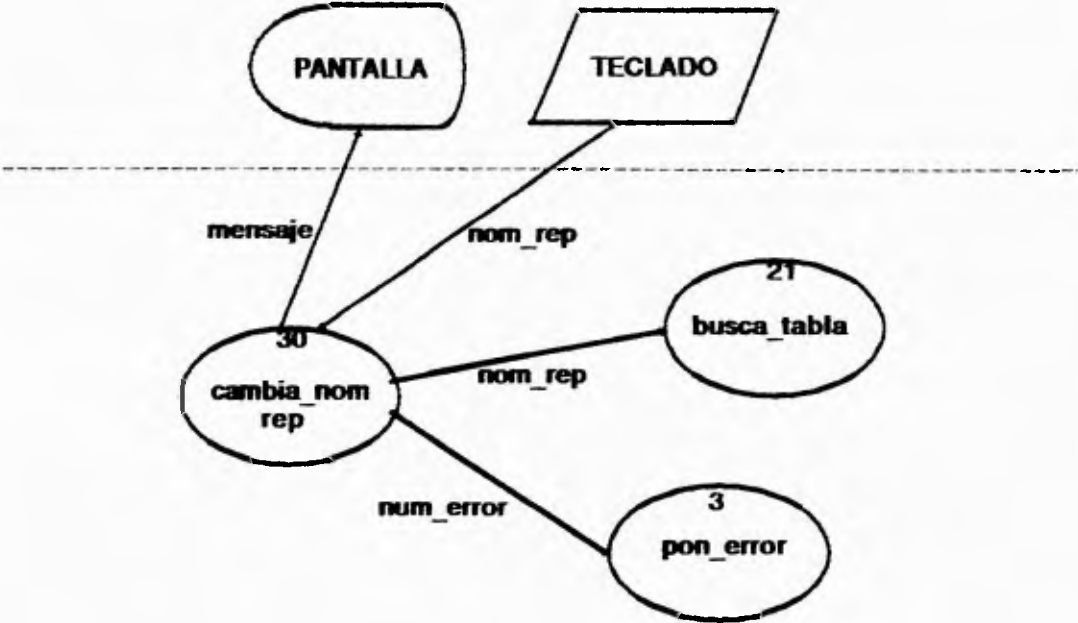 PANTALLA
TECLADO
mensaje
nom_rep
21
busca_tabla
30
cambia_nom
rep
nom_rep
num_error
3
pon_error